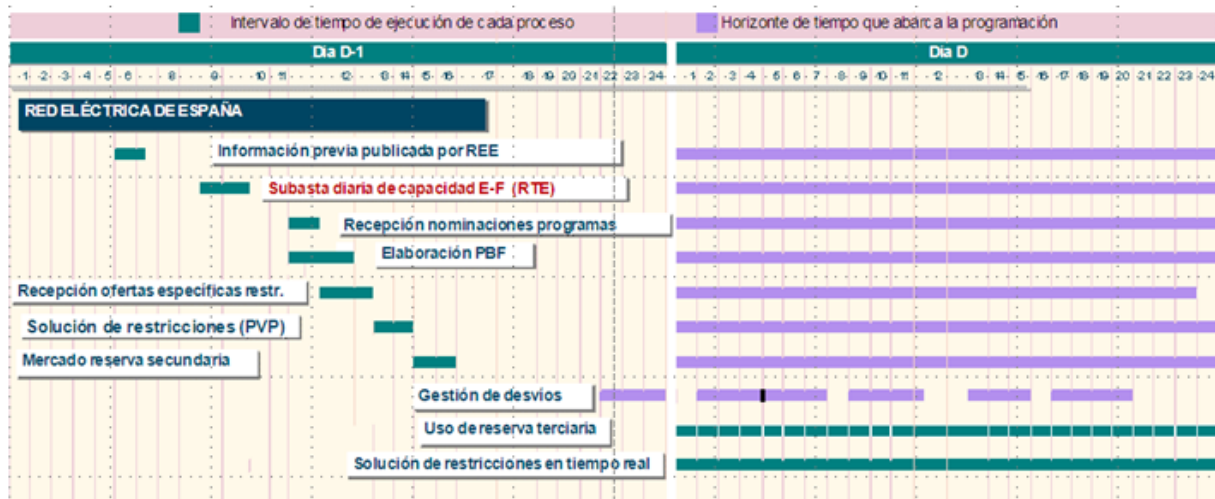 Intervalo de tiempo de ejecución de cada proceso
Horizonte de tiempo que abarca la programación
Día D-1
Día D
RED ELÉCTRICA DE ESPAÑA
Información previa publicada por REE
Subasta diaria de capacidad E-F (RTE)
Recepción nominaciones programas
Elaboración PBF
Recepción ofertas específicas restr.
Solución de restricciones (PVP)
Mercado reserva secundaria
Gestión de desvíos
Uso de reserva terciaria
Solución de restricciones en tiempo real